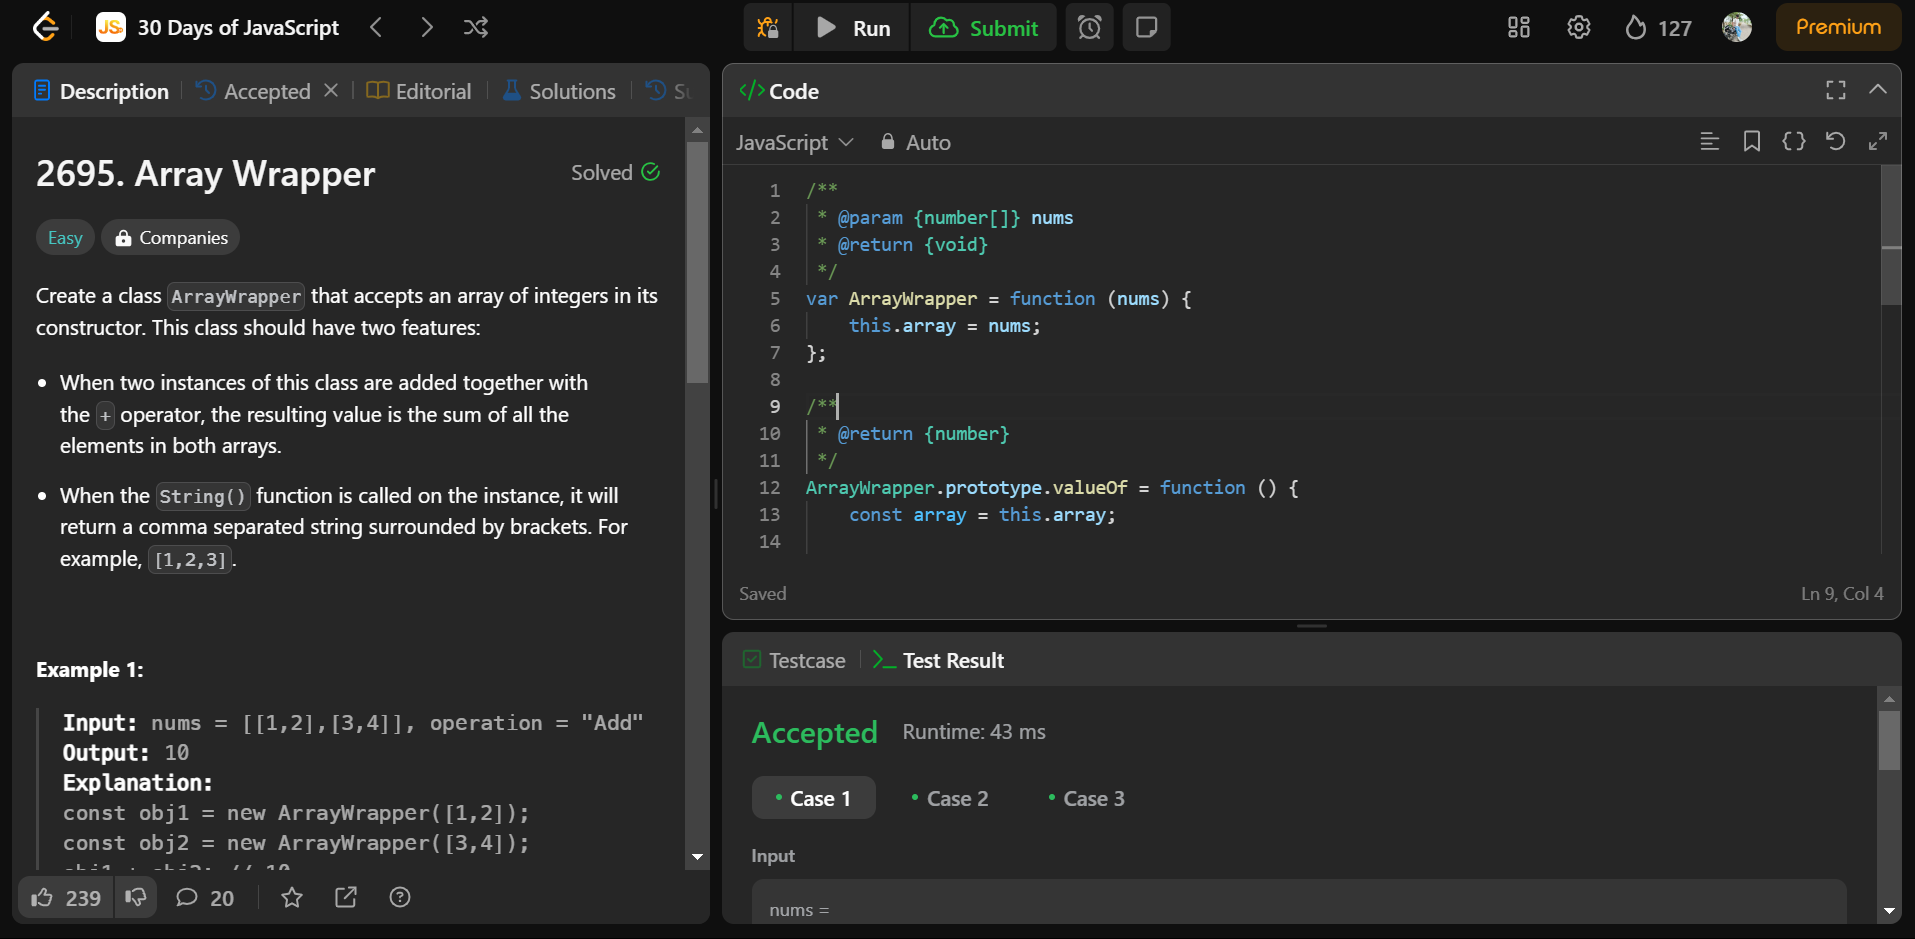 JS 30 Days of JavaScript
Run
Submit
127
Premium
Description
Accepted
Editorial
Solutions
2695. Array Wrapper
Solved
Easy
Companies
Create a class ArrayWrapper that accepts an array of integers in its
constructor. This class should have two features:
• When two instances of this class are added together with
the + operator, the resulting value is the sum of all the
elements in both arrays.
• When the String() function is called on the instance, it will
return a comma separated string surrounded by brackets. For
example, [1,2,3].
Example 1:
Input: nums = [[1,2],[3,4]], operation = "Add"
Output: 10
Explanation:
const obj1 = new ArrayWrapper([1,2]);
const obj2 = new ArrayWrapper([3,4]);
obj1 + obj2; // 10
239
20
</> Code
JavaScript
Auto
1 /**
2 * @param {number[]} nums
3 * @return {void}
4 */
5 var ArrayWrapper = function (nums) {
6 this.array = nums;
7 };
8
9 /**
10 * @return {number}
11 */
12 ArrayWrapper.prototype.valueOf = function () {
13 const array = this.array;
14
Saved
Ln 9, Col 4
Testcase
Test Result
Accepted
Runtime: 43 ms
• Case 1
• Case 2
• Case 3
Input
nums =